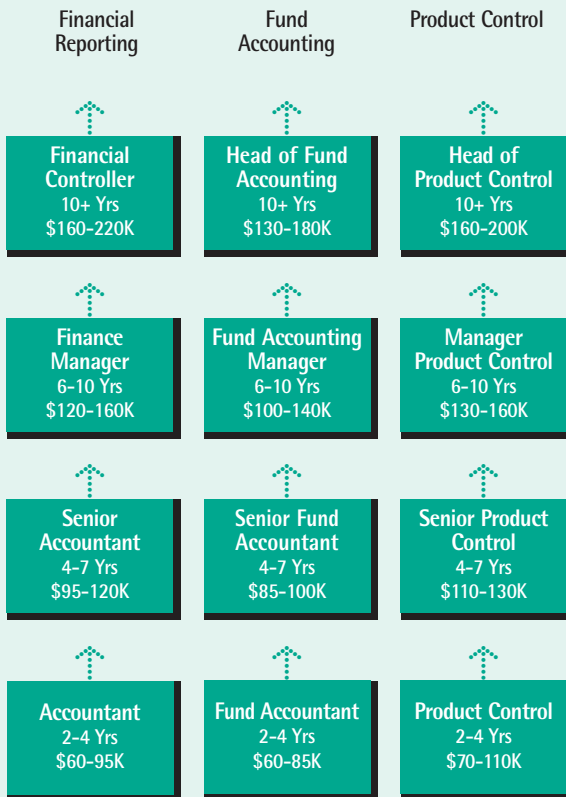 Financial
Reporting
Fund
Accounting
Product Control
Financial
Controller
10+ Yrs
$160-220K
Head of Fund
Accounting
10+ Yrs
$130-180K
Head of
Product Control
10+ Yrs
$160-200K
Finance
Manager
6-10 Yrs
$120-160K
Fund Accounting
Manager
6-10 Yrs
$100-140K
Manager
Product Control
6-10 Yrs
$130-160K
Senior
Accountant
4-7 Yrs
$95-120K
Senior Fund
Accountant
4-7 Yrs
$85-100K
Senior Product
Control
4-7 Yrs
$110-130K
Accountant
2-4 Yrs
$60-95K
Fund Accountant
2-4 Yrs
$60-85K
Product Control
2-4 Yrs
$70-110K